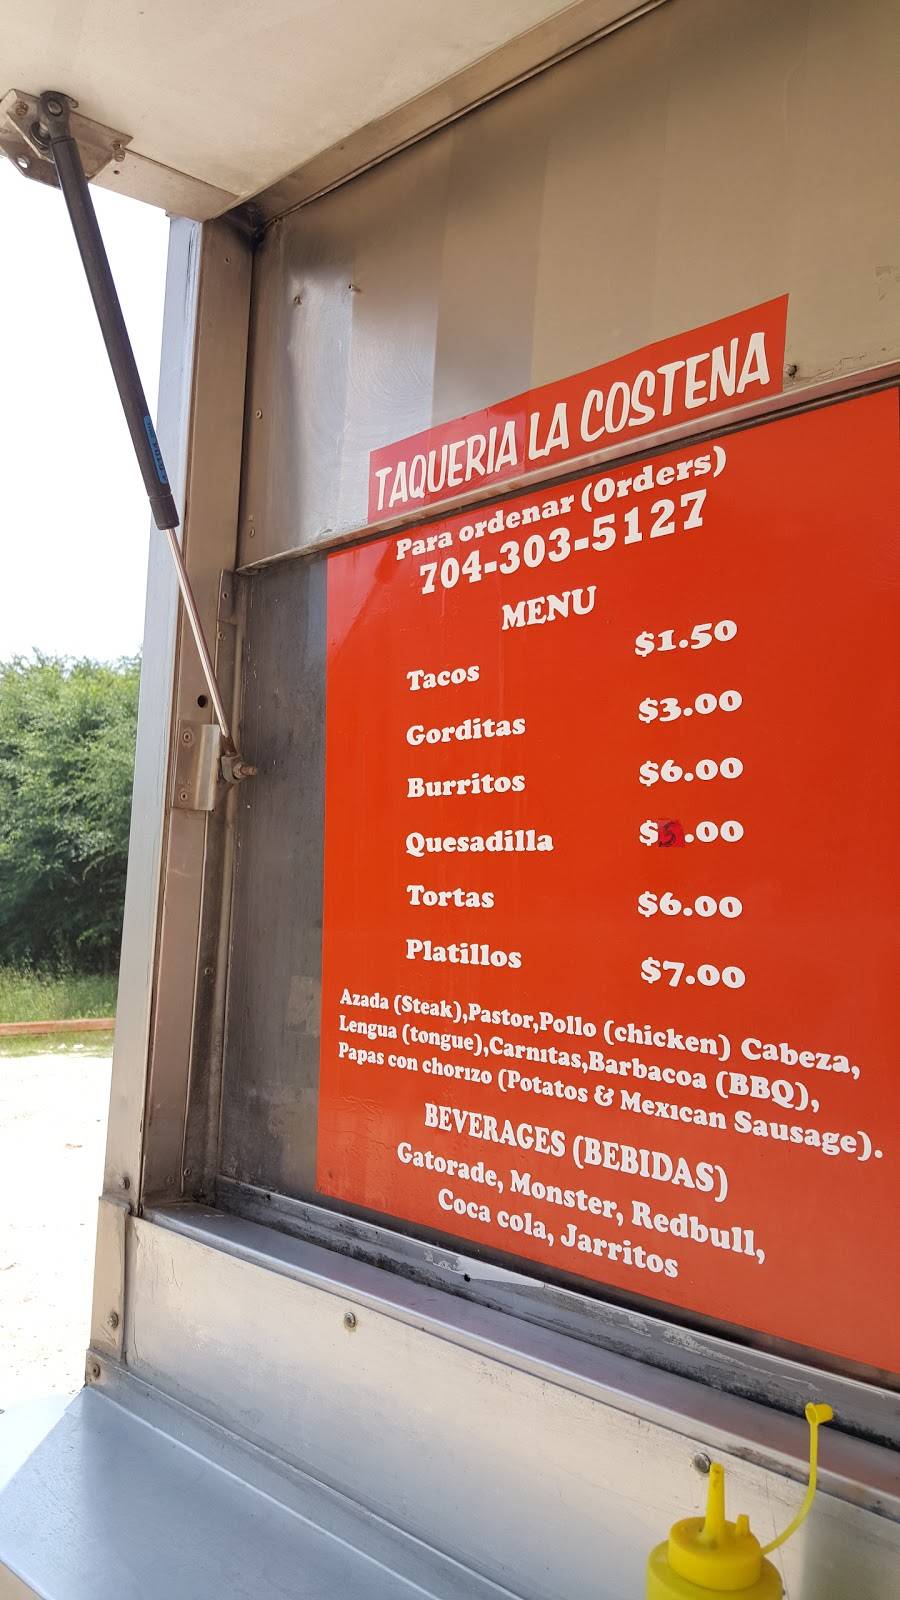 TAQUERIA LA COSTENA
Para ordenar (Orders)
704-303-5127
MENU
Tacos $1.50
Gorditas $3.00
Burritos $6.00
Quesadilla $5.00
Tortas $6.00
Platillos $7.00
Azada (Steak),Pastor,Pollo (chicken) Cabeza,
Lengua (tongue),Carnitas,Barbacoa (BBQ),
Papas con chorizo (Potatos & Mexican Sausage).
BEVERAGES (BEBIDAS)
Gatorade, Monster, Redbull,
Coca cola, Jarritos